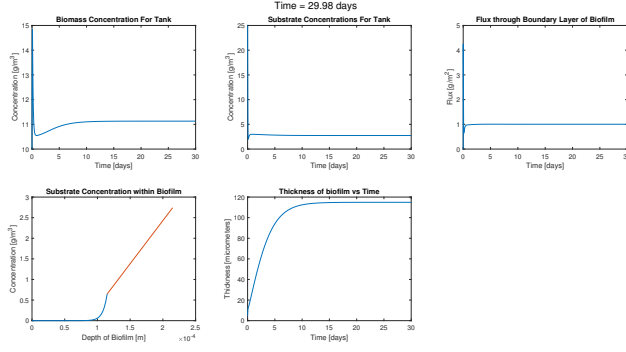 Time = 29.98 days
Biomass Concentration For Tank
Concentration [g/m³]
15
14
13
12
11
10
0 5 10 15 20 25 30
Time [days]
Substrate Concentrations For Tank
Concentration [g/m³]
25
20
15
10
5
0
0 5 10 15 20 25 30
Time [days]
Flux through Boundary Layer of Biofilm
Flux [g/m²]
5
4
3
2
1
0
0 5 10 15 20 25 30
Time [days]
Substrate Concentration within Biofilm
Concentration [g/m³]
3
2.5
2
1.5
1
0.5
0
0 0.5 1 1.5 2 2.5
×10⁻⁴
Depth of Biofilm [m]
Thickness of biofilm vs Time
Thickness [micrometers]
120
100
80
60
40
20
0
0 5 10 15 20 25 30
Time [days]